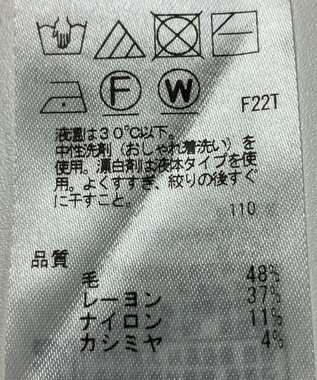 F W
F22T
液温は30℃以下。
中性洗剤（おしゃれ着洗い）を
使用。漂白剤は液体タイプを使
用。よくすすぎ、絞りの後すぐ
に干すこと。
110
品質
毛 48%
レーヨン 37%
ナイロン 11%
カシミヤ 4%